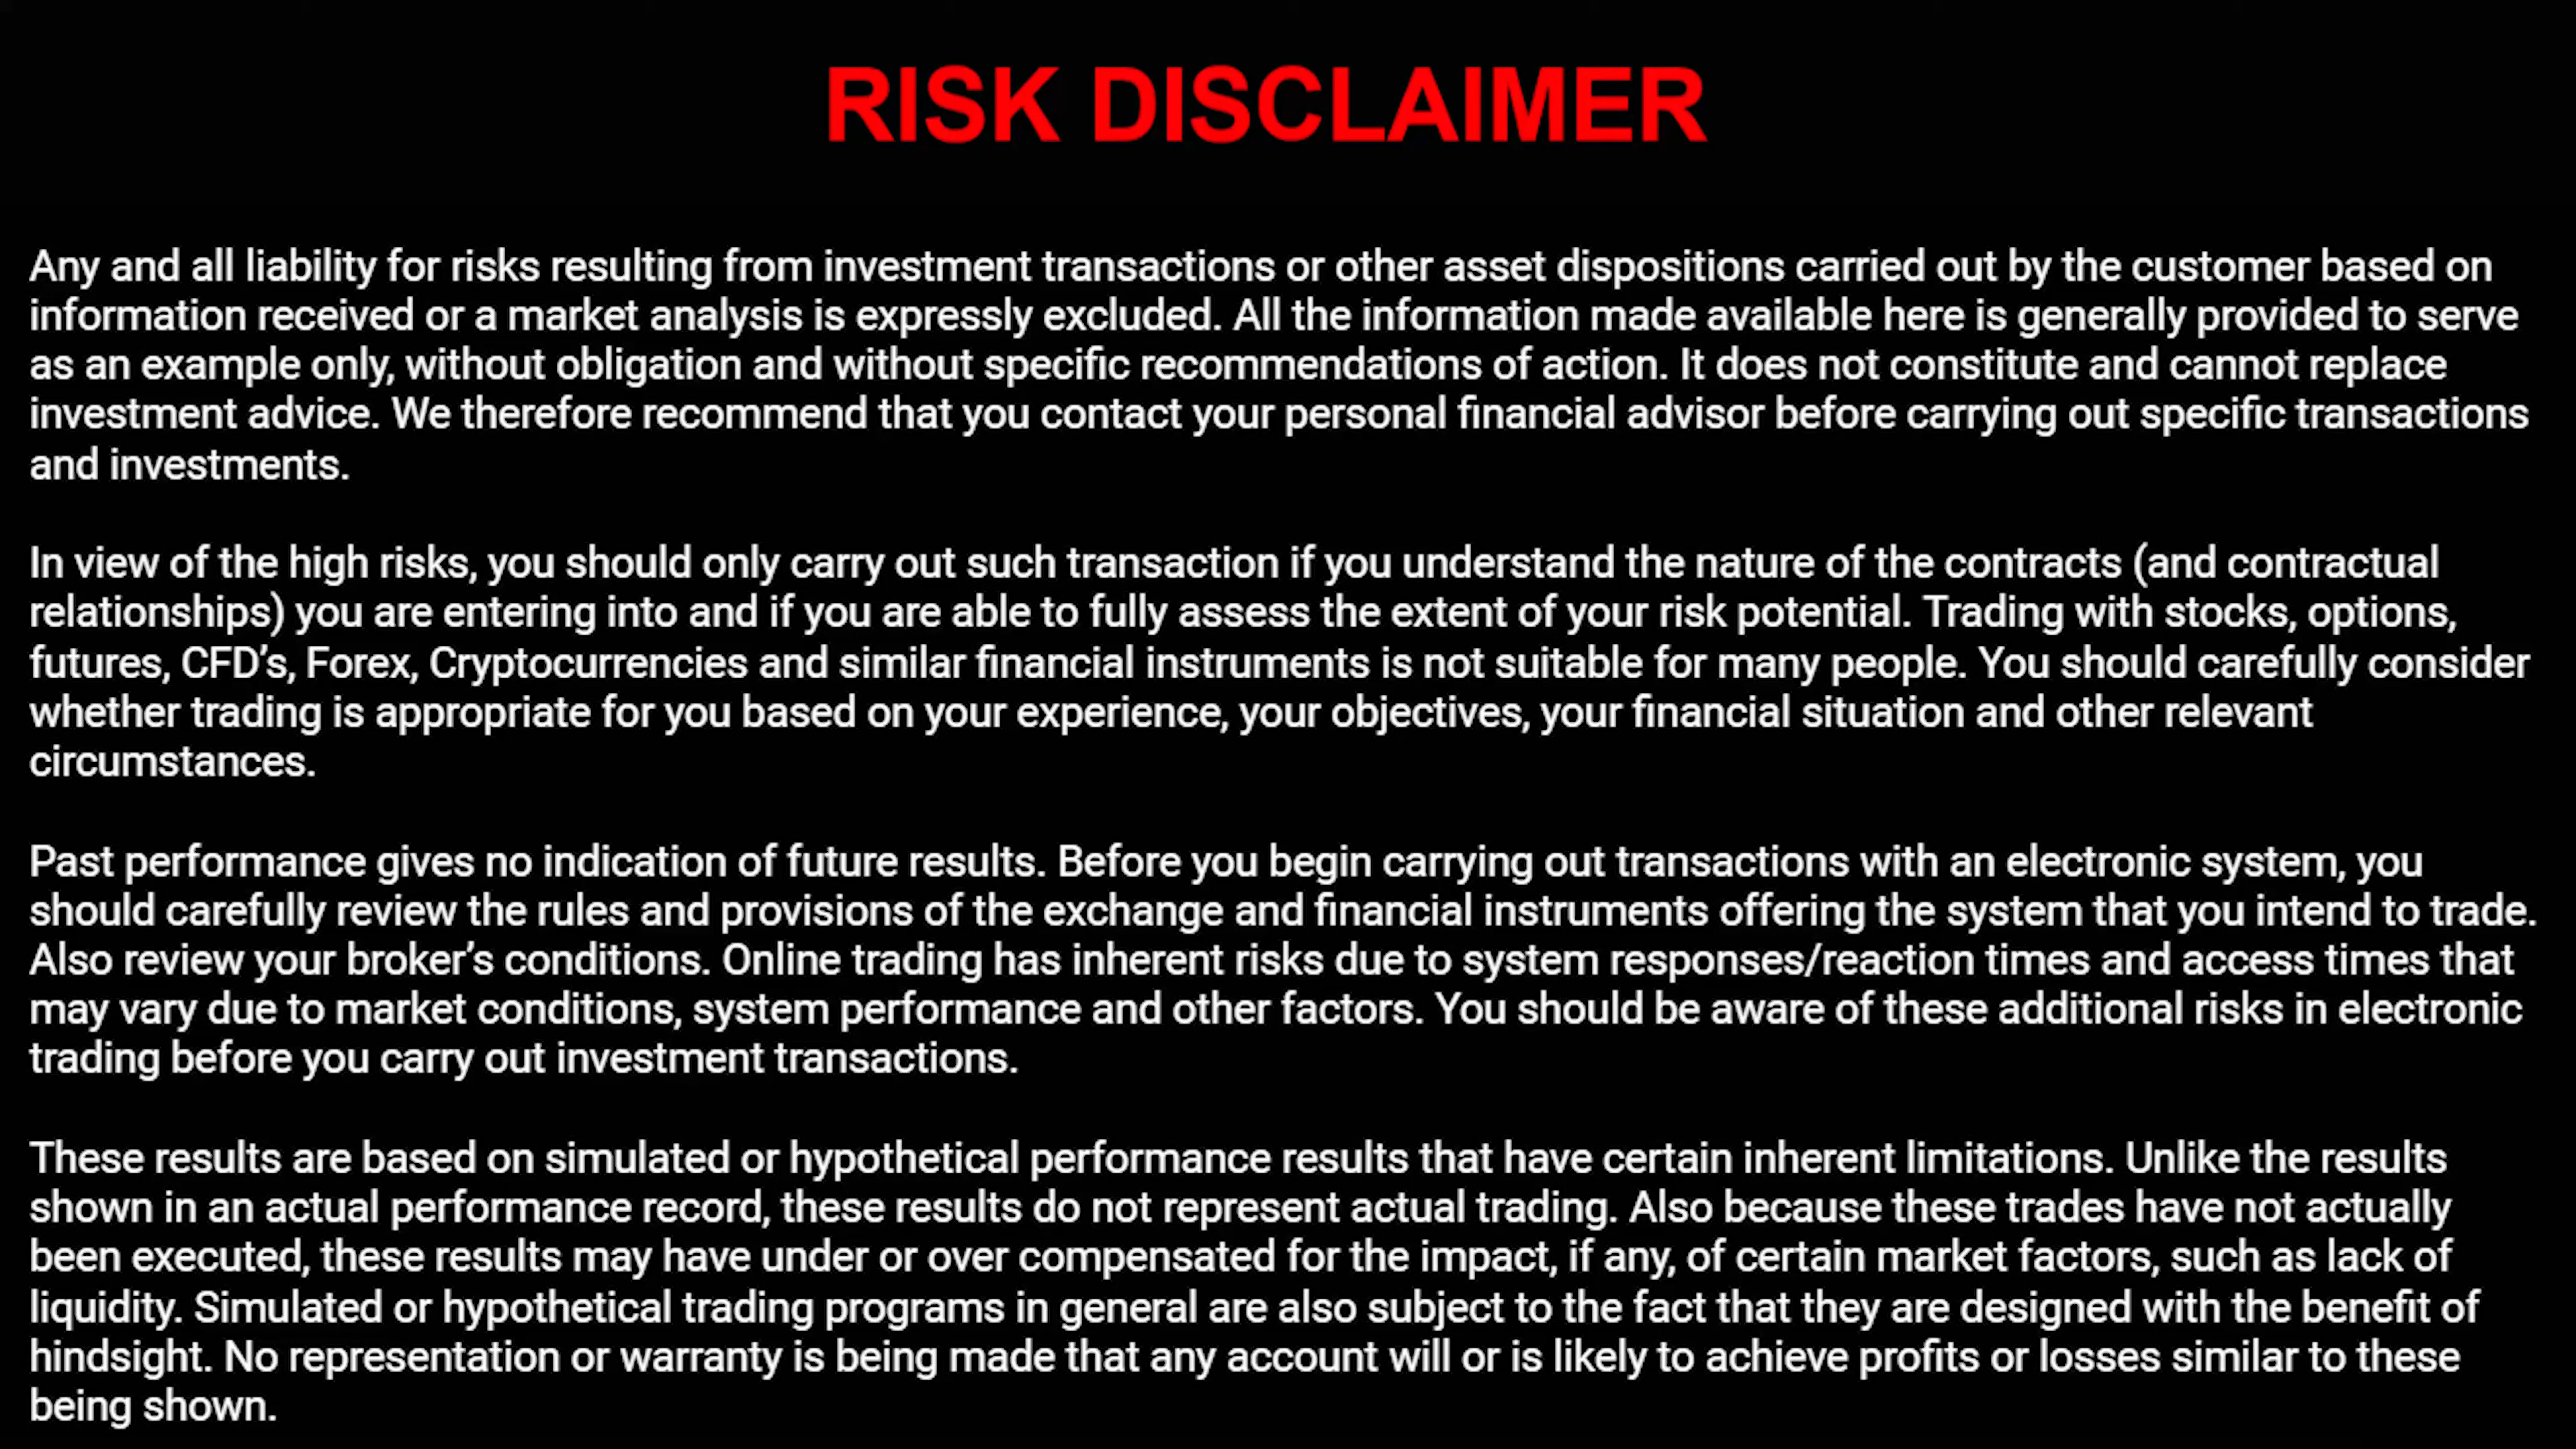 RISK DISCLAIMER
Any and all liability for risks resulting from investment transactions or other asset dispositions carried out by the customer based on
information received or a market analysis is expressly excluded. All the information made available here is generally provided to serve
as an example only, without obligation and without specific recommendations of action. It does not constitute and cannot replace
investment advice. We therefore recommend that you contact your personal financial advisor before carrying out specific transactions
and investments.
In view of the high risks, you should only carry out such transaction if you understand the nature of the contracts (and contractual
relationships) you are entering into and if you are able to fully assess the extent of your risk potential. Trading with stocks, options,
futures, CFD’s, Forex, Cryptocurrencies and similar financial instruments is not suitable for many people. You should carefully consider
whether trading is appropriate for you based on your experience, your objectives, your financial situation and other relevant
circumstances.
Past performance gives no indication of future results. Before you begin carrying out transactions with an electronic system, you
should carefully review the rules and provisions of the exchange and financial instruments offering the system that you intend to trade.
Also review your broker’s conditions. Online trading has inherent risks due to system responses/reaction times and access times that
may vary due to market conditions, system performance and other factors. You should be aware of these additional risks in electronic
trading before you carry out investment transactions.
These results are based on simulated or hypothetical performance results that have certain inherent limitations. Unlike the results
shown in an actual performance record, these results do not represent actual trading. Also because these trades have not actually
been executed, these results may have under or over compensated for the impact, if any, of certain market factors, such as lack of
liquidity. Simulated or hypothetical trading programs in general are also subject to the fact that they are designed with the benefit of
hindsight. No representation or warranty is being made that any account will or is likely to achieve profits or losses similar to these
being shown.